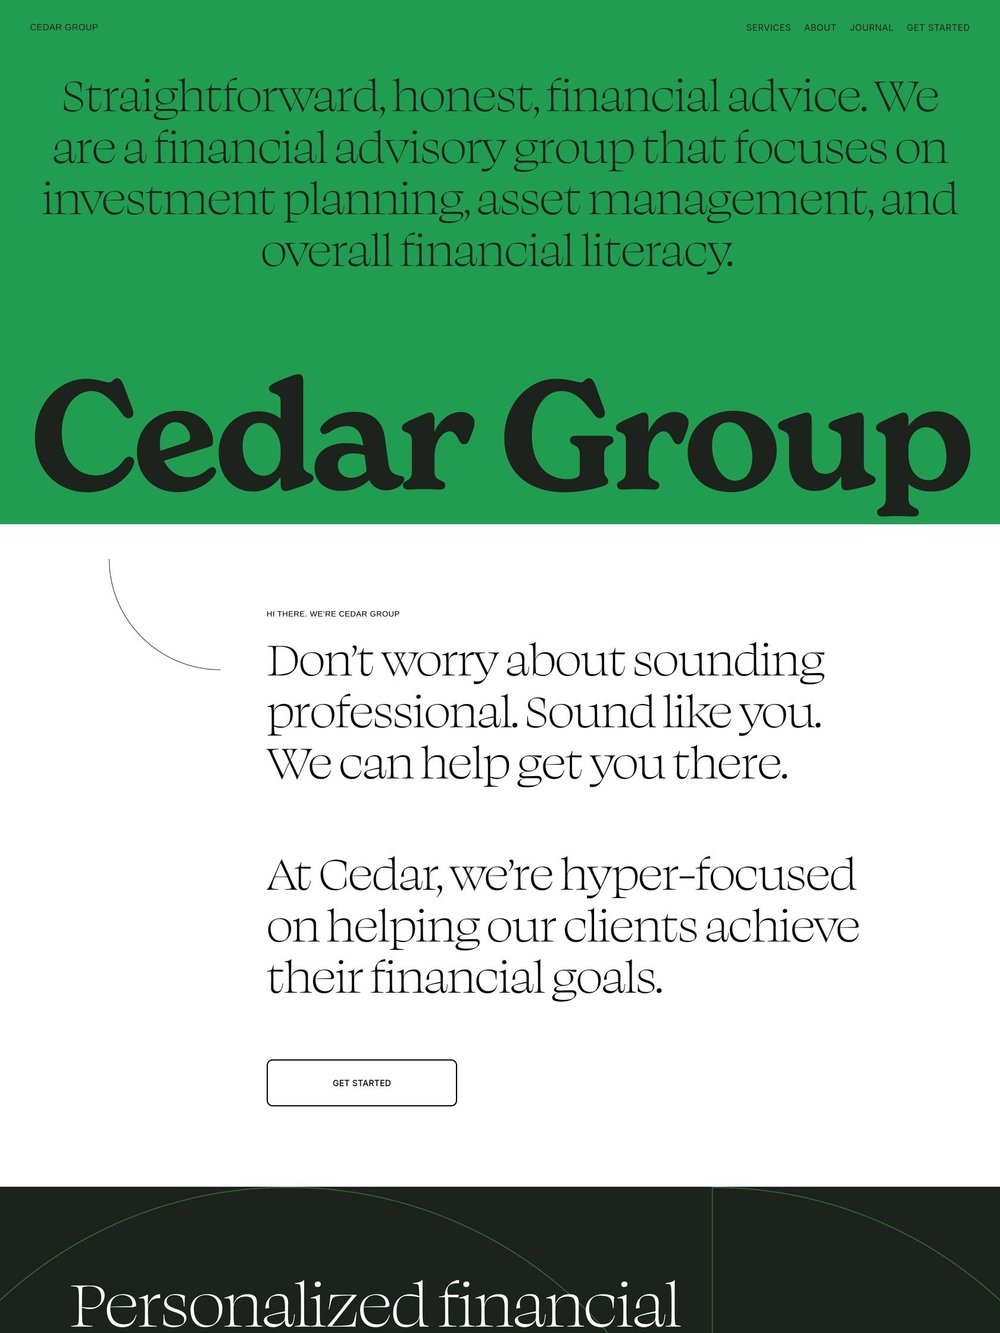 CEDAR GROUP
SERVICES ABOUT JOURNAL GET STARTED
Straightforward, honest, financial advice. We
are a financial advisory group that focuses on
investment planning, asset management, and
overall financial literacy.
Cedar Group
HI THERE. WE'RE CEDAR GROUP
Don’t worry about sounding
professional. Sound like you.
We can help get you there.
At Cedar, we’re hyper-focused
on helping our clients achieve
their financial goals.
GET STARTED
Personalized financial